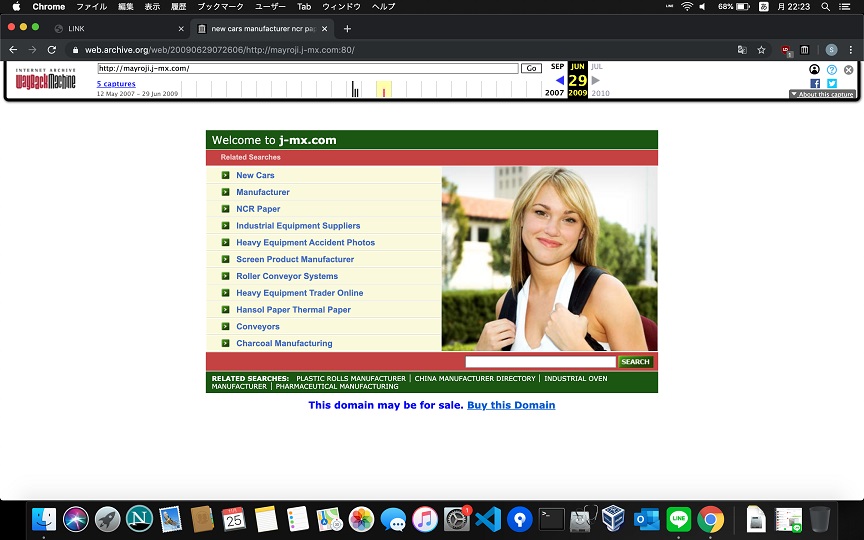 Chrome ファイル 編集 表示 履歴 ブックマーク ユーザー Tab ウィンドウ ヘルプ
68% あ 月 22:23
LINK
new cars manufacturer ncr pap
web.archive.org/web/20090629072606/http://mayroji.j-mx.com:80/
S
INTERNET ARCHIVE
WayBackMachine
http://mayroji.j-mx.com/ Go
5 captures
12 May 2007 – 29 Jun 2009
SEP JUN JUL
29
2007 2009 2010
About this capture
Welcome to j-mx.com
Related Searches
New Cars
Manufacturer
NCR Paper
Industrial Equipment Suppliers
Heavy Equipment Accident Photos
Screen Product Manufacturer
Roller Conveyor Systems
Heavy Equipment Trader Online
Hansol Paper Thermal Paper
Conveyors
Charcoal Manufacturing
SEARCH
RELATED SEARCHES: PLASTIC ROLLS MANUFACTURER | CHINA MANUFACTURER DIRECTORY | INDUSTRIAL OVEN
MANUFACTURER | PHARMACEUTICAL MANUFACTURING
This domain may be for sale. Buy this Domain
25
1
LINE